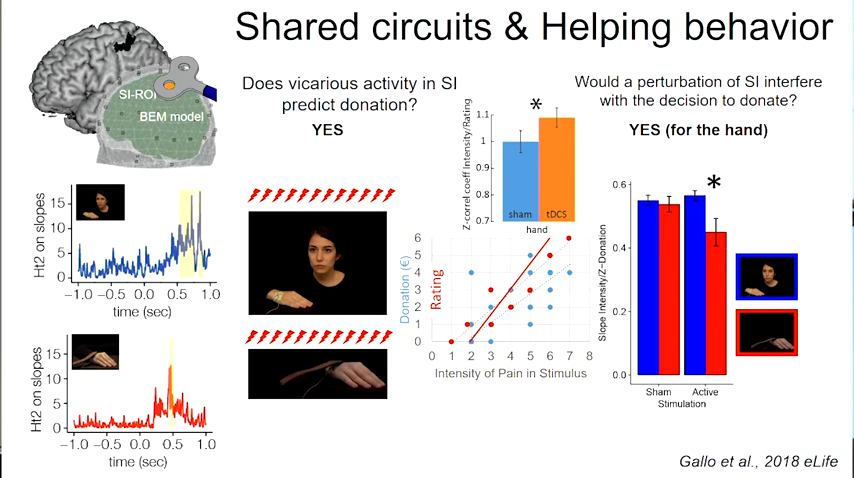 Shared circuits & Helping behavior
SI-ROI
BEM model
Does vicarious activity in SI
predict donation?
YES
Would a perturbation of SI interfere
with the decision to donate?
YES (for the hand)
Z-correl coeff Intensity/Rating
1.1
1
0.9
0.8
0.7
*
sham
tDCS
hand
Ht2 on slopes
15
10
5
0
−1.0 −0.5 0.0 0.5 1.0
time (sec)
Ht2 on slopes
15
10
5
0
-1.0 -0.5 0.0 0.5 1.0
time (sec)
Donation (€)
Rating
6
5
4
3
2
1
0
0 1 2 3 4 5 6 7 8
Intensity of Pain in Stimulus
Slope Intensity/Z−Donation
0.6
0.4
0.2
0.0
*
Sham Active
Stimulation
Gallo et al., 2018 eLife